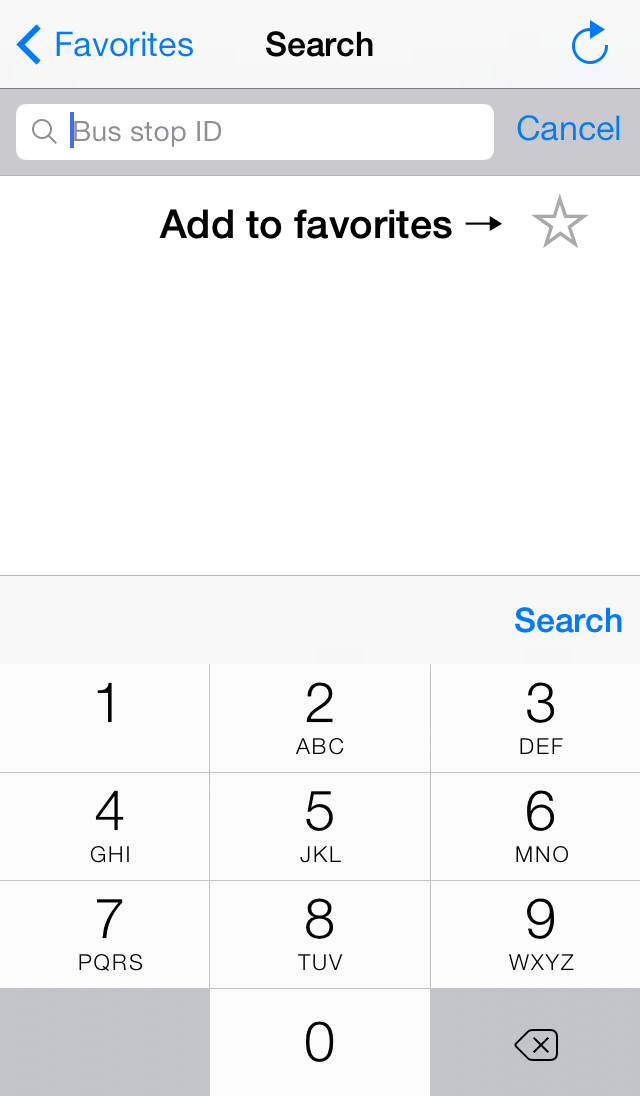 Favorites Search
Bus stop ID Cancel
Add to favorites →
Search
1 2 3
ABC DEF
4 5 6
GHI JKL MNO
7 8 9
PQRS TUV WXYZ
0